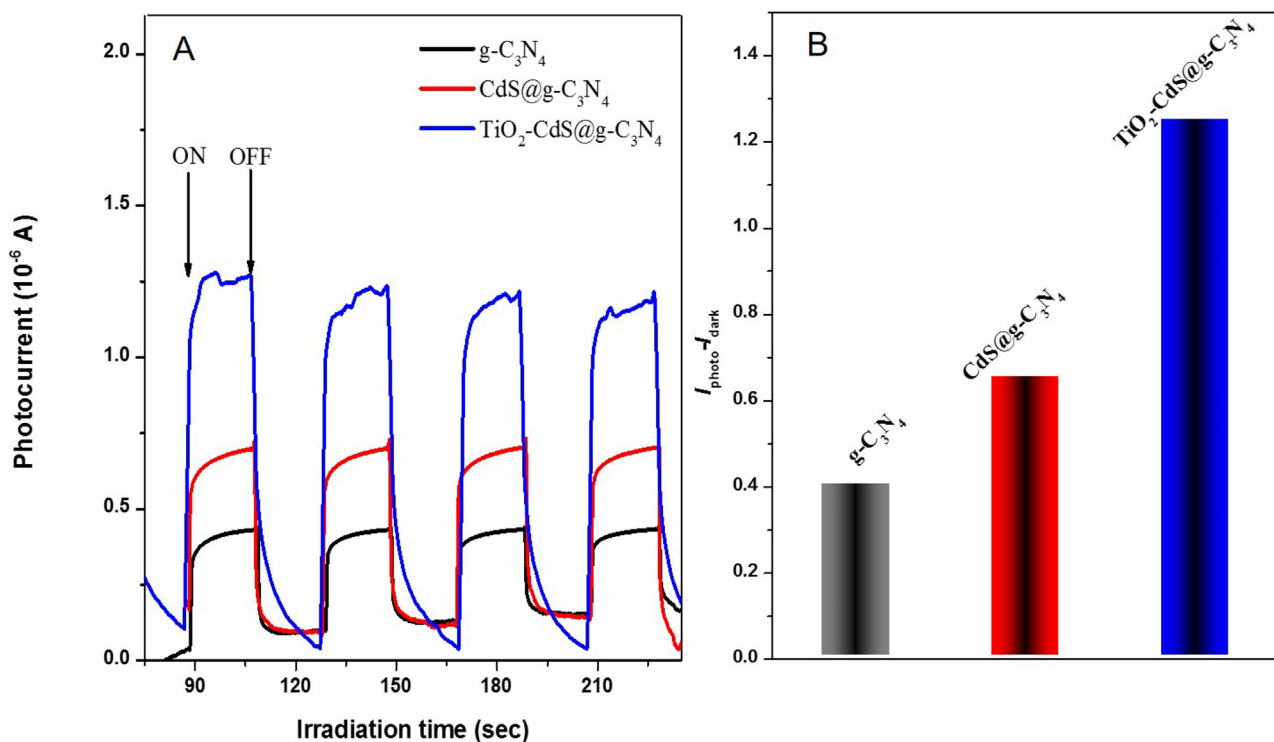 A
g-C₃N₄
CdS@g-C₃N₄
TiO₂-CdS@g-C₃N₄
ON OFF
2.0
1.5
1.0
0.5
0.0
90 120 150 180 210
Photocurrent (10⁻⁶ A)
Irradiation time (sec)
B
1.4
1.2
1.0
0.8
0.6
0.4
0.2
0.0
I_photo-I_dark
g-C₃N₄
CdS@g-C₃N₄
TiO₂-CdS@g-C₃N₄